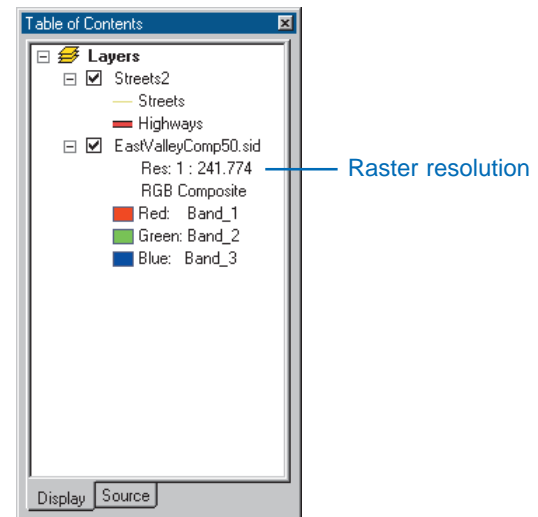 Table of Contents
Layers
Streets2
Streets
Highways
EastValleyComp50.sid
Res: 1 : 241.774
Raster resolution
RGB Composite
Red: Band_1
Green: Band_2
Blue: Band_3
Display
Source